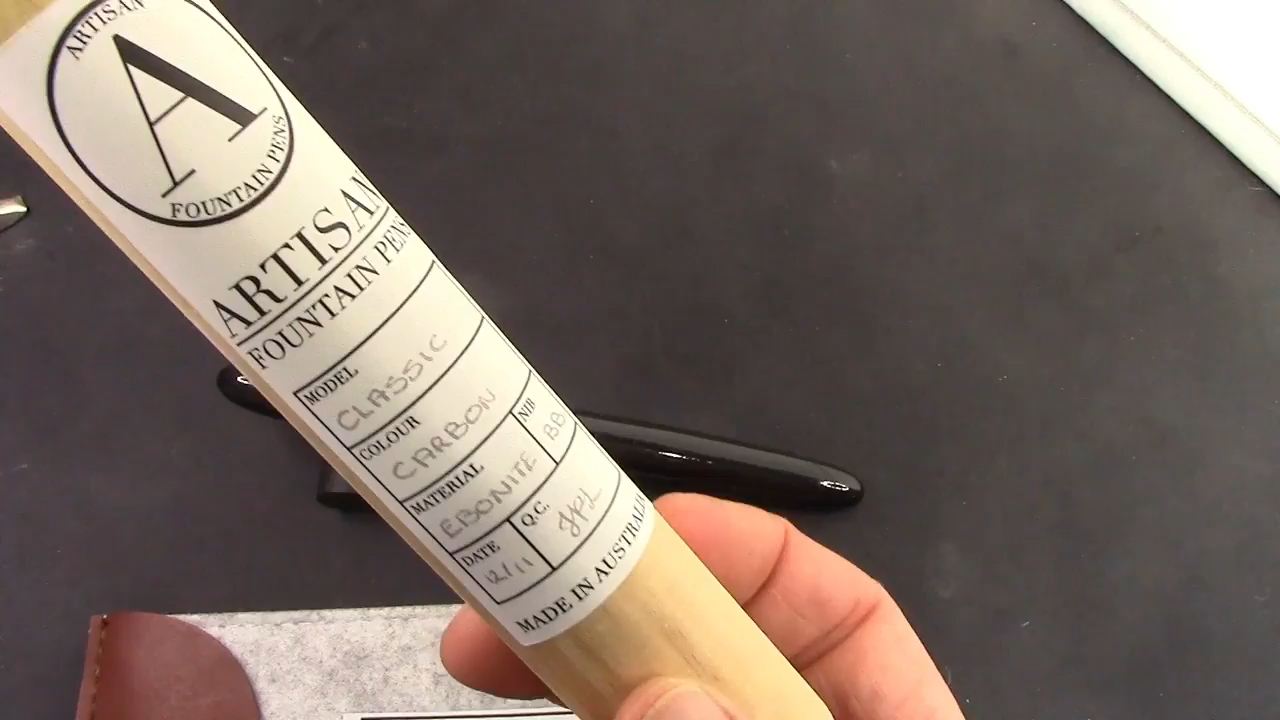 ARTISAN
A
FOUNTAIN PENS
ARTISAN
FOUNTAIN PENS
MODEL
CLASSIC
COLOUR
CARBON
MATERIAL
EBONITE
NIB
BB
DATE
12/11
Q.C.
JPL
MADE IN AUSTRALIA